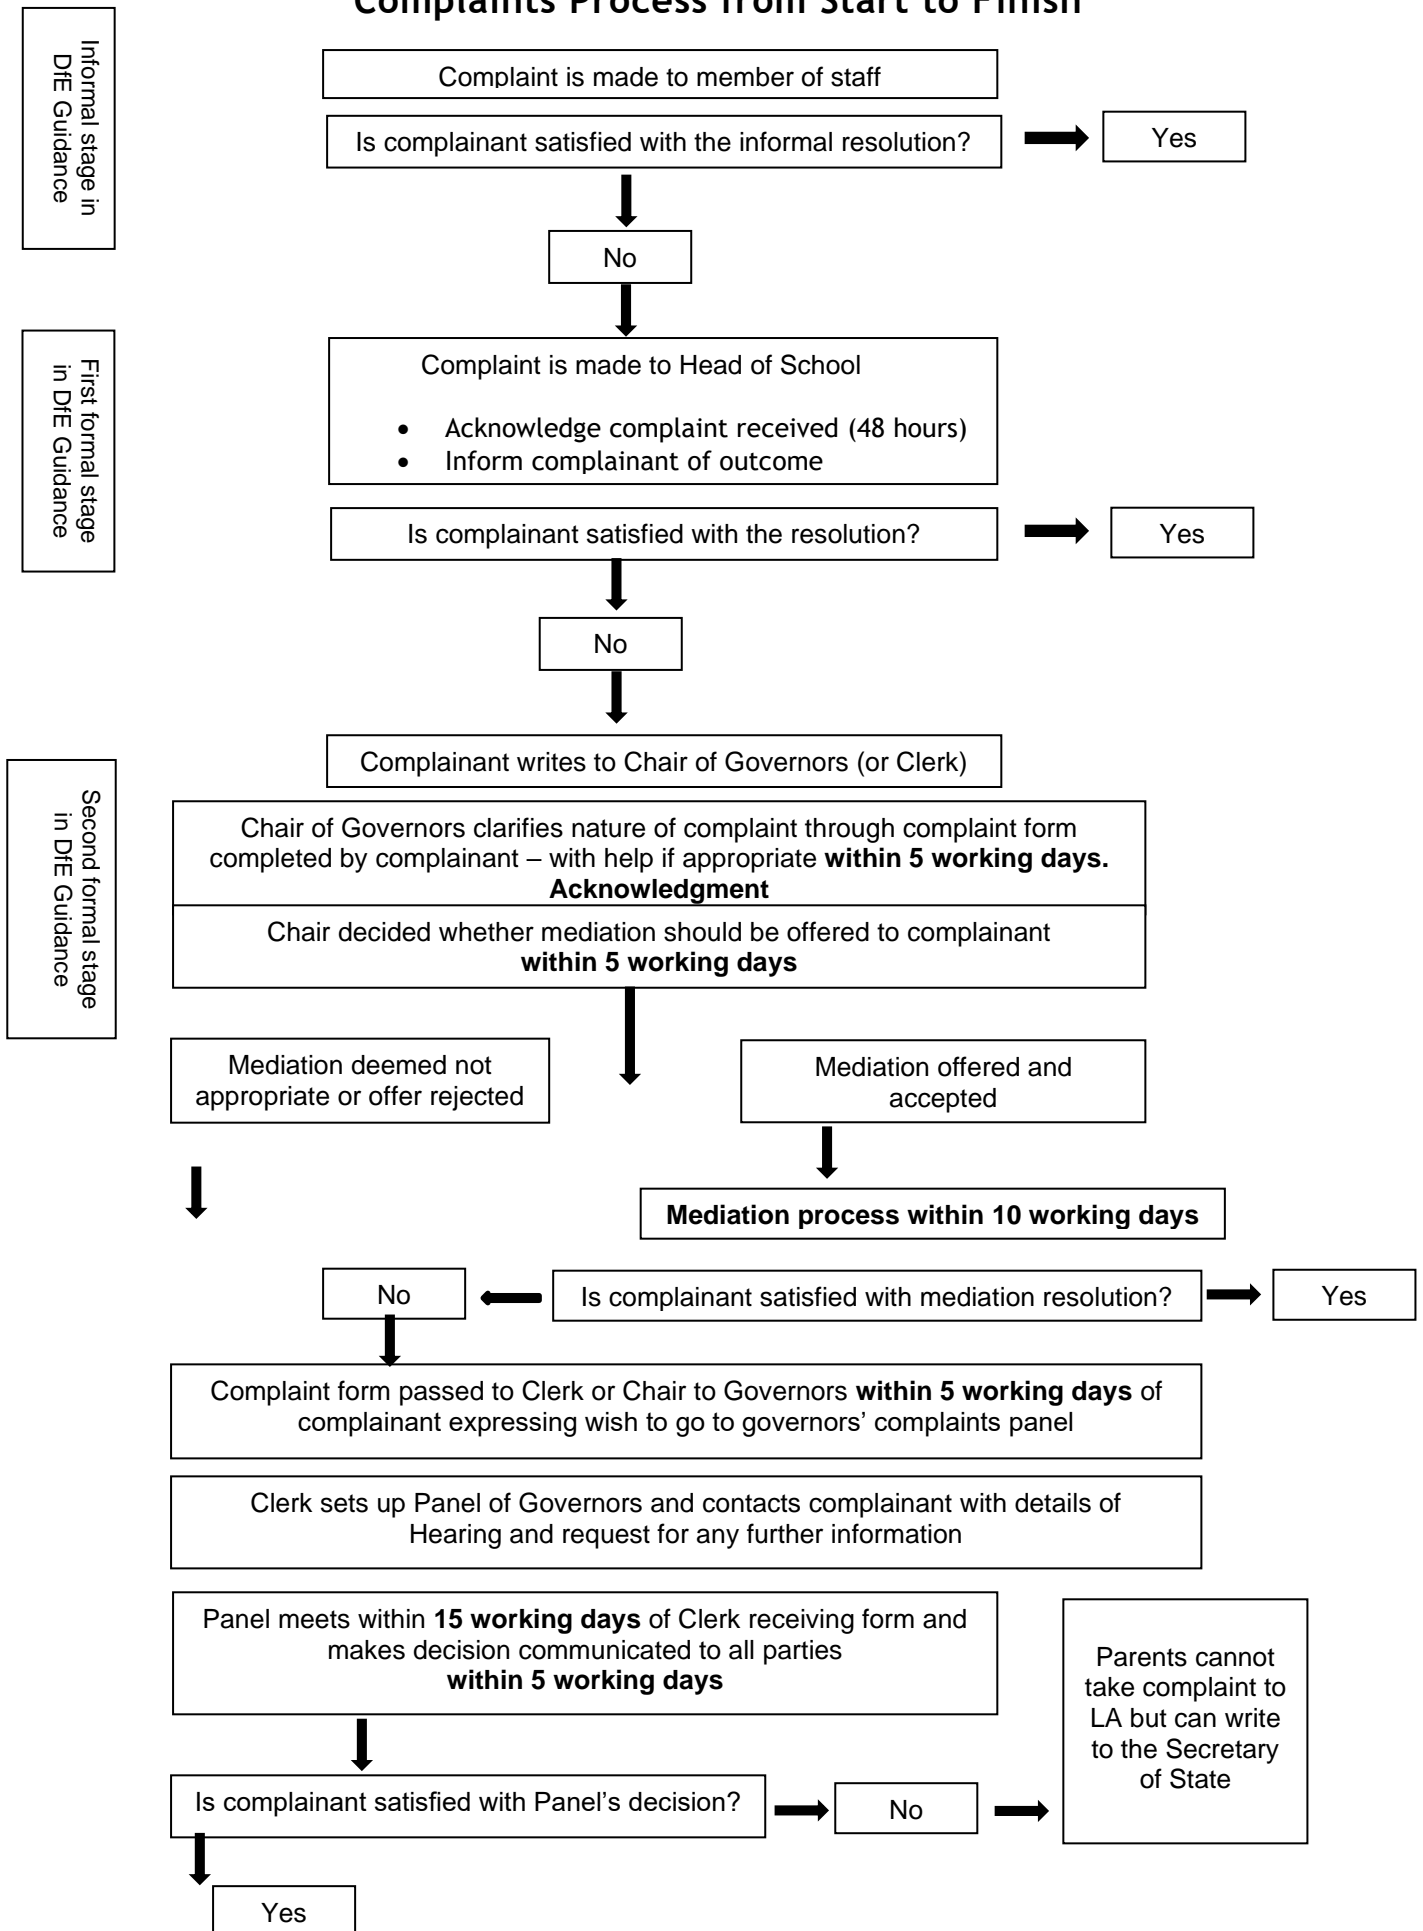 Complaints Process from Start to Finish
Informal stage in
DfE Guidance
Complaint is made to member of staff
Is complainant satisfied with the informal resolution?
Yes
No
First formal stage
in DfE Guidance
Complaint is made to Head of School
• Acknowledge complaint received (48 hours)
• Inform complainant of outcome
Is complainant satisfied with the resolution?
Yes
No
Second formal stage
in DfE Guidance
Complainant writes to Chair of Governors (or Clerk)
Chair of Governors clarifies nature of complaint through complaint form
completed by complainant – with help if appropriate within 5 working days.
Acknowledgment
Chair decided whether mediation should be offered to complainant
within 5 working days
Mediation deemed not
appropriate or offer rejected
Mediation offered and
accepted
Mediation process within 10 working days
No
Is complainant satisfied with mediation resolution?
Yes
Complaint form passed to Clerk or Chair to Governors within 5 working days of
complainant expressing wish to go to governors’ complaints panel
Clerk sets up Panel of Governors and contacts complainant with details of
Hearing and request for any further information
Panel meets within 15 working days of Clerk receiving form and
makes decision communicated to all parties
within 5 working days
Parents cannot
take complaint to
LA but can write
to the Secretary
of State
Is complainant satisfied with Panel’s decision?
No
Yes